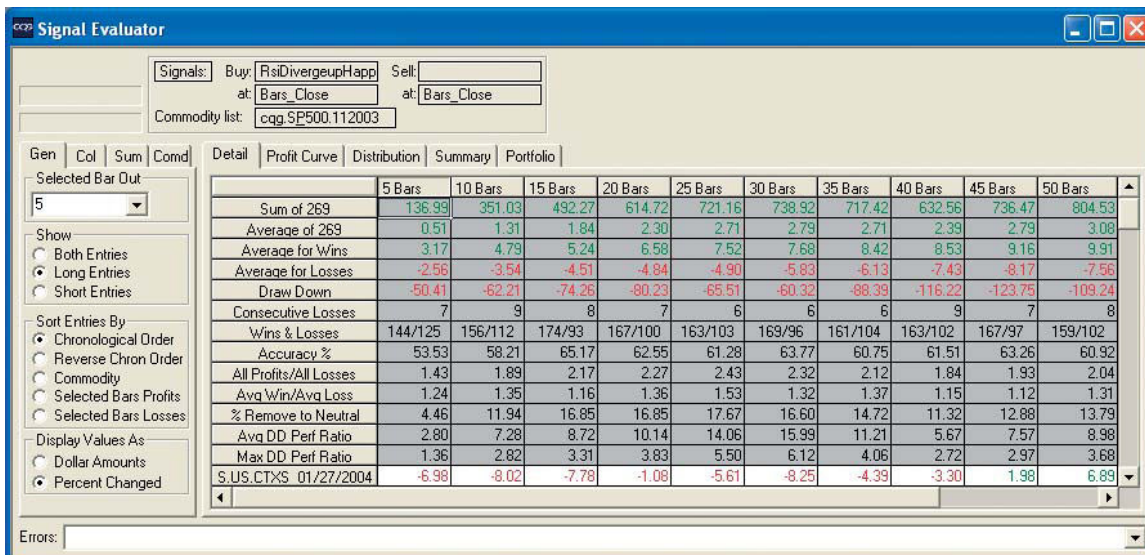 CQG Signal Evaluator
Signals: Buy: RsiDivergeupHapp Sell:
at: Bars_Close at: Bars_Close
Commodity list: cqg.SP500.112003
Gen Col Sum Comd
Detail Profit Curve Distribution Summary Portfolio
Selected Bar Out
5
Show
Both Entries
Long Entries
Short Entries
Sort Entries By
Chronological Order
Reverse Chron Order
Commodity
Selected Bars Profits
Selected Bars Losses
Display Values As
Dollar Amounts
Percent Changed
5 Bars 10 Bars 15 Bars 20 Bars 25 Bars 30 Bars 35 Bars 40 Bars 45 Bars 50 Bars
Sum of 269 136.99 351.03 492.27 614.72 721.16 738.92 717.42 632.56 736.47 804.53
Average of 269 0.51 1.31 1.84 2.30 2.71 2.79 2.71 2.39 2.79 3.08
Average for Wins 3.17 4.79 5.24 6.58 7.52 7.68 8.42 8.53 9.16 9.91
Average for Losses -2.56 -3.54 -4.51 -4.84 -4.90 -5.83 -6.13 -7.43 -8.17 -7.56
Draw Down -50.41 -62.21 -74.26 -80.23 -65.51 -60.32 -88.39 -116.22 -123.75 -109.24
Consecutive Losses 7 9 8 7 6 6 6 9 7 8
Wins & Losses 144/125 156/112 174/93 167/100 163/103 169/96 161/104 163/102 167/97 159/102
Accuracy % 53.53 58.21 65.17 62.55 61.28 63.77 60.75 61.51 63.26 60.92
All Profits/All Losses 1.43 1.89 2.17 2.27 2.43 2.32 2.12 1.84 1.93 2.04
Avg Win/Avg Loss 1.24 1.35 1.16 1.36 1.53 1.32 1.37 1.15 1.12 1.31
% Remove to Neutral 4.46 11.94 16.85 16.85 17.67 16.60 14.72 11.32 12.88 13.79
Avg DD Perf Ratio 2.80 7.28 8.72 10.14 14.06 15.99 11.21 5.67 7.57 8.98
Max DD Perf Ratio 1.36 2.82 3.31 3.83 5.50 6.12 4.06 2.72 2.97 3.68
S.US.CTXS 01/27/2004 -6.98 -8.02 -7.78 -1.08 -5.61 -8.25 -4.39 -3.30 1.98 6.89
Errors: